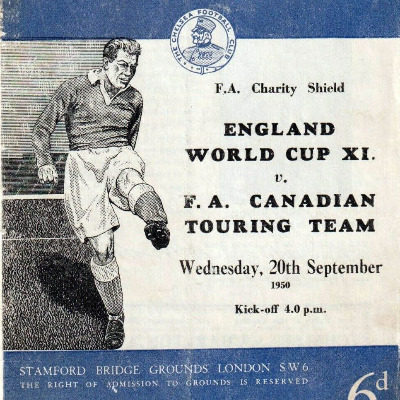 THE CHELSEA FOOTBALL CLUB
F.A. Charity Shield
ENGLAND
WORLD CUP XI.
v.
F.A. CANADIAN
TOURING TEAM
Wednesday, 20th September
1950
Kick-off 4.0 p.m.
STAMFORD BRIDGE GROUNDS LONDON S.W 6
THE RIGHT OF ADMISSION TO GROUNDS IS RESERVED
6d